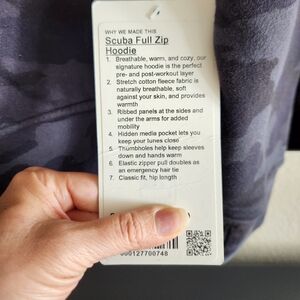 WHY WE MADE THIS
Scuba Full Zip
Hoodie
1. Breathable, warm, and cozy, our
signature hoodie is the perfect
pre- and post-workout layer
2. Stretch cotton fleece fabric is
naturally breathable, soft
against your skin, and provides
warmth
3. Ribbed panels at the sides and
under the arms for added
mobility
4. Hidden media pocket lets you
keep your tunes close
5. Thumbholes help keep sleeves
down and hands warm
6. Elastic zipper pull doubles as
an emergency hair tie
7. Classic fit, hip length
000127700748